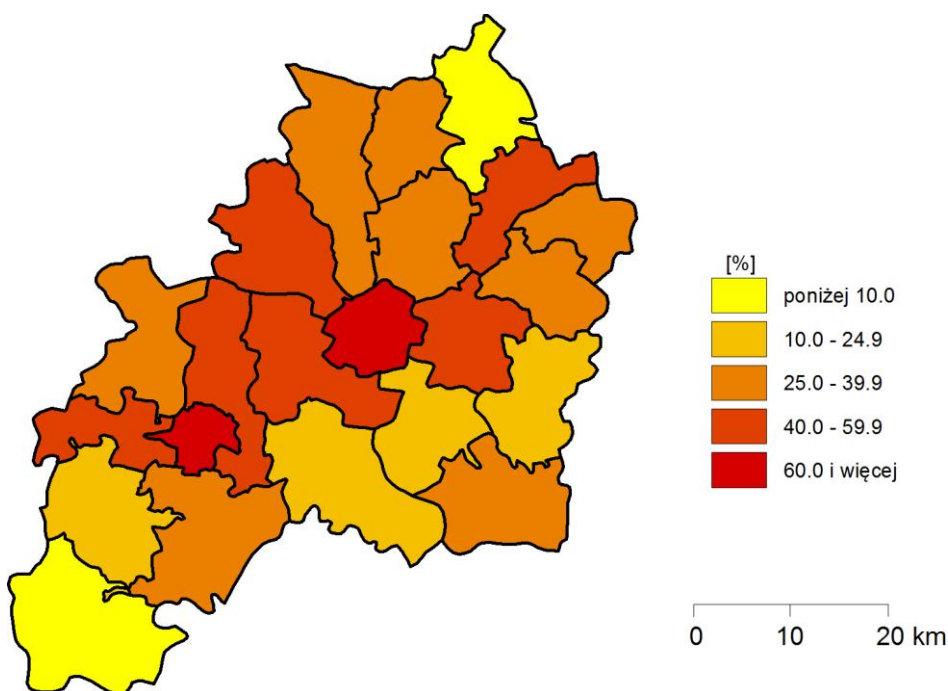 [%]
poniżej 10.0
10.0 - 24.9
25.0 - 39.9
40.0 - 59.9
60.0 i więcej
0 10 20 km